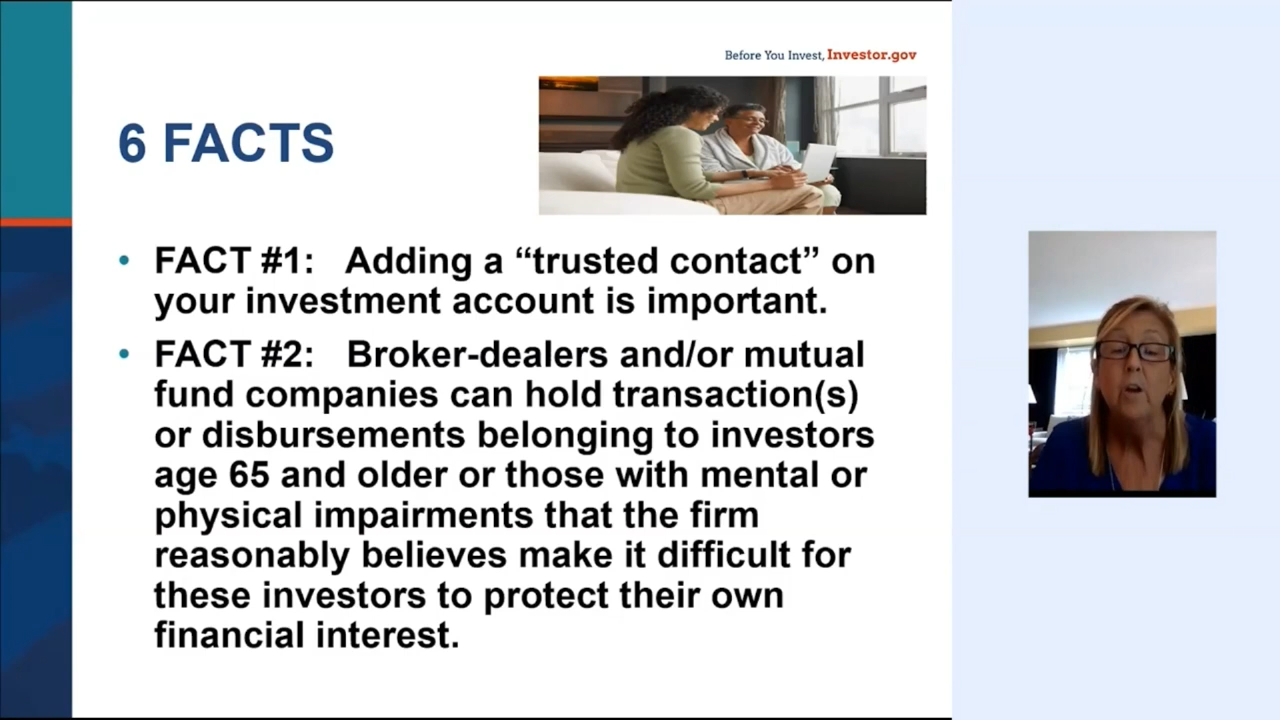 Before You Invest, Investor.gov
6 FACTS
• FACT #1: Adding a “trusted contact” on
your investment account is important.
• FACT #2: Broker-dealers and/or mutual
fund companies can hold transaction(s)
or disbursements belonging to investors
age 65 and older or those with mental or
physical impairments that the firm
reasonably believes make it difficult for
these investors to protect their own
financial interest.